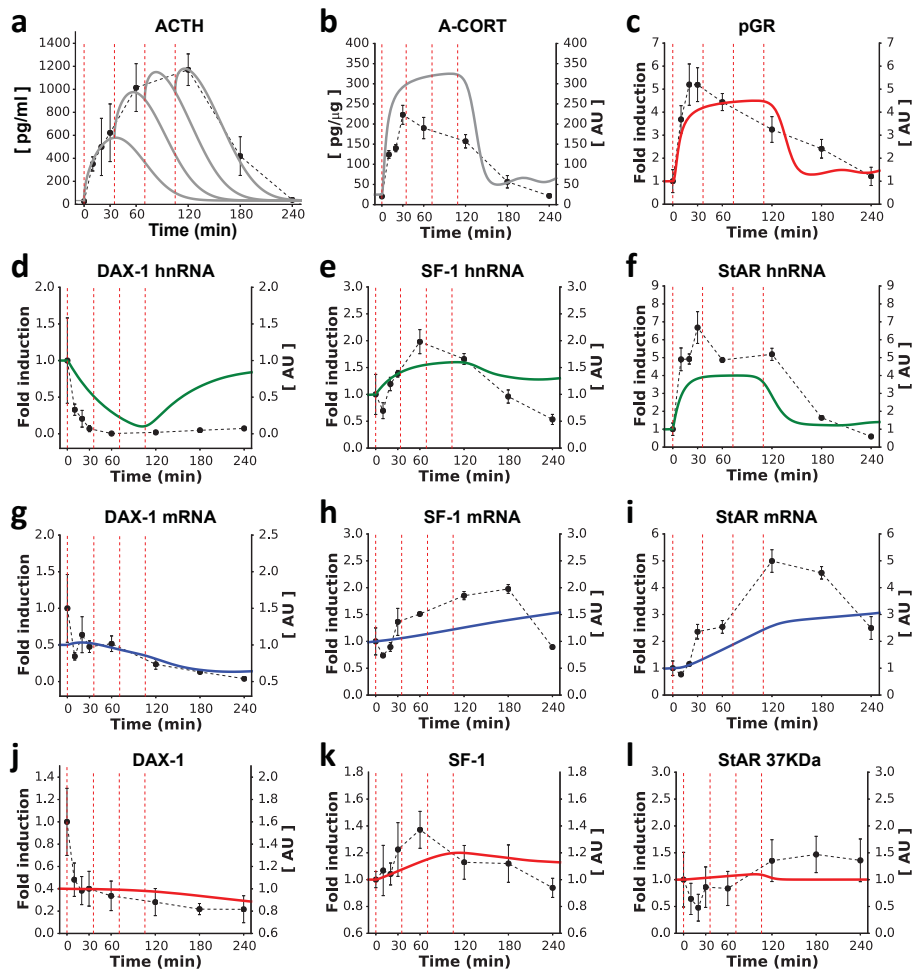 a ACTH
[ pg/ml ]
1400
1200
1000
800
600
400
200
0
0 60 120 180 240
Time (min)
b A-CORT
[ pg/µg ]
400
350
300
250
200
150
100
50
0
0 60 120 180 240
Time (min)
400
350
300
250
200
150
100
50
0
[ AU ]
c pGR
Fold induction
7
6
5
4
3
2
1
0
0 60 120 180 240
Time (min)
7
6
5
4
3
2
1
0
[ AU ]
d DAX-1 hnRNA
Fold induction
2.0
1.5
1.0
0.5
0.0
0 30 60 120 180 240
Time (min)
2.0
1.5
1.0
0.5
0.0
[ AU ]
e SF-1 hnRNA
Fold induction
3.0
2.5
2.0
1.5
1.0
0.5
0.0
0 30 60 120 180 240
Time (min)
3.0
2.5
2.0
1.5
1.0
0.5
0.0
[ AU ]
f StAR hnRNA
Fold induction
9
8
7
6
5
4
3
2
1
0
0 30 60 120 180 240
Time (min)
9
8
7
6
5
4
3
2
1
0
[ AU ]
g DAX-1 mRNA
Fold induction
2.0
1.5
1.0
0.5
0.0
0 30 60 120 180 240
Time (min)
2.5
2.0
1.5
1.0
0.5
[ AU ]
h SF-1 mRNA
Fold induction
3.0
2.5
2.0
1.5
1.0
0.5
0.0
0 30 60 120 180 240
Time (min)
3.0
2.5
2.0
1.5
1.0
0.5
0.0
[ AU ]
i StAR mRNA
Fold induction
6
5
4
3
2
1
0
0 30 60 120 180 240
Time (min)
6
5
4
3
2
1
0
[ AU ]
j DAX-1
Fold induction
1.4
1.2
1.0
0.8
0.6
0.4
0.2
0.0
0 30 60 120 180 240
Time (min)
2.0
1.8
1.6
1.4
1.2
1.0
0.8
0.6
[ AU ]
k SF-1
Fold induction
1.8
1.6
1.4
1.2
1.0
0.8
0.6
0 30 60 120 180 240
Time (min)
1.8
1.6
1.4
1.2
1.0
0.8
0.6
[ AU ]
l StAR 37KDa
Fold induction
3.0
2.5
2.0
1.5
1.0
0.5
0.0
0 30 60 120 180 240
Time (min)
3.0
2.5
2.0
1.5
1.0
0.5
0.0
[ AU ]